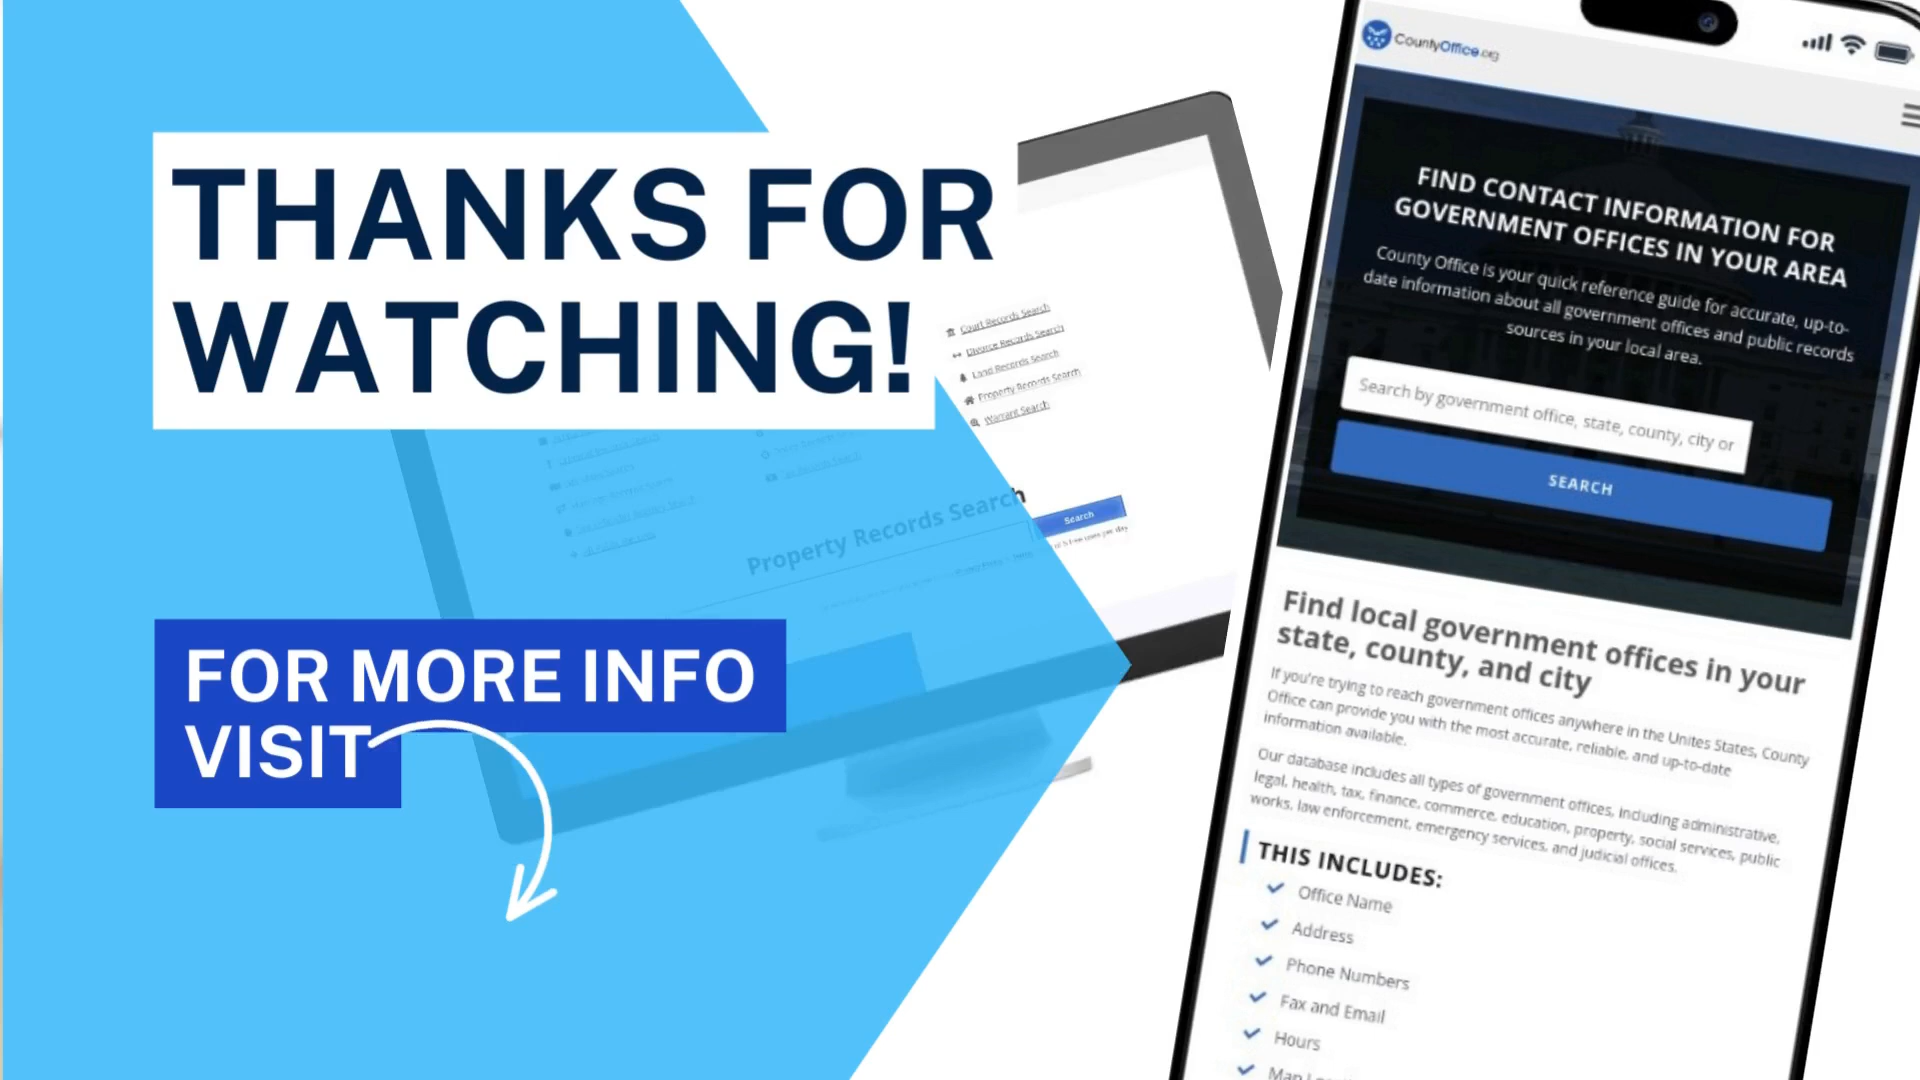 THANKS FOR
WATCHING!
FOR MORE INFO
VISIT
Court Records Search
Divorce Records Search
Land Records Search
Property Records Search
Warrant Search
Property Records Search
Search
CountyOffice.org
FIND CONTACT INFORMATION FOR
GOVERNMENT OFFICES IN YOUR AREA
County Office is your quick reference guide for accurate, up-to-
date information about all government offices and public records
sources in your local area.
Search by government office, state, county, city or
SEARCH
Find local government offices in your
state, county, and city
If you're trying to reach government offices anywhere in the Unites States, County
Office can provide you with the most accurate, reliable, and up-to-date
information available.
Our database includes all types of government offices, including administrative,
legal, health, tax, finance, commerce, education, property, social services, public
works, law enforcement, emergency services, and judicial offices.
THIS INCLUDES:
Office Name
Address
Phone Numbers
Fax and Email
Hours